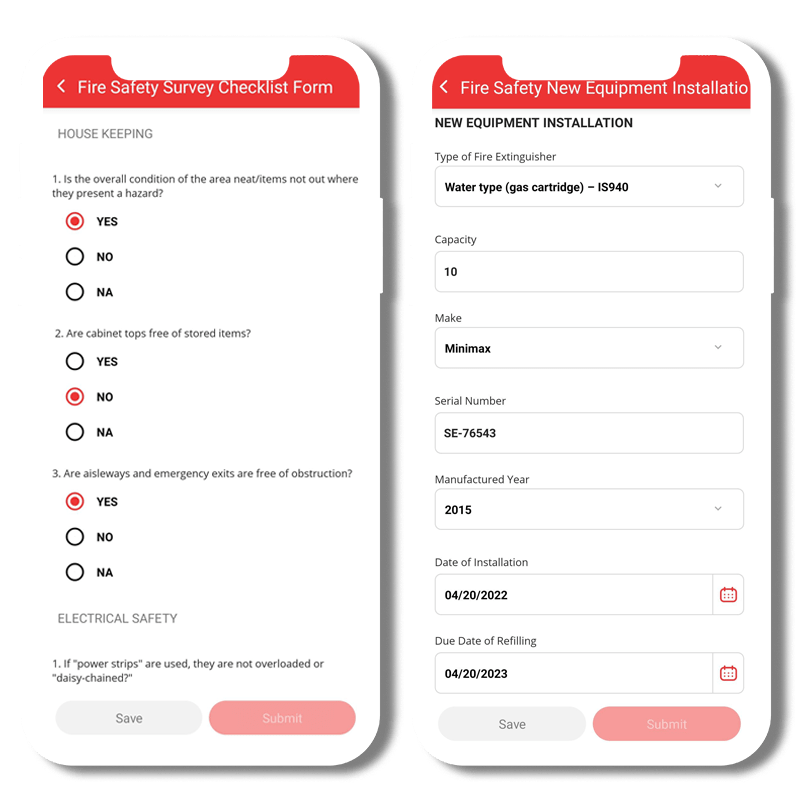 Fire Safety Survey Checklist Form
HOUSE KEEPING
1. Is the overall condition of the area neat/items not out where
they present a hazard?
YES
NO
NA
2. Are cabinet tops free of stored items?
YES
NO
NA
3. Are aisleways and emergency exits are free of obstruction?
YES
NO
NA
ELECTRICAL SAFETY
1. If "power strips" are used, they are not overloaded or
"daisy-chained?"
Save
Submit
Fire Safety New Equipment Installatio
NEW EQUIPMENT INSTALLATION
Type of Fire Extinguisher
Water type (gas cartridge) – IS940
Capacity
10
Make
Minimax
Serial Number
SE-76543
Manufactured Year
2015
Date of Installation
04/20/2022
Due Date of Refilling
04/20/2023
Save
Submit